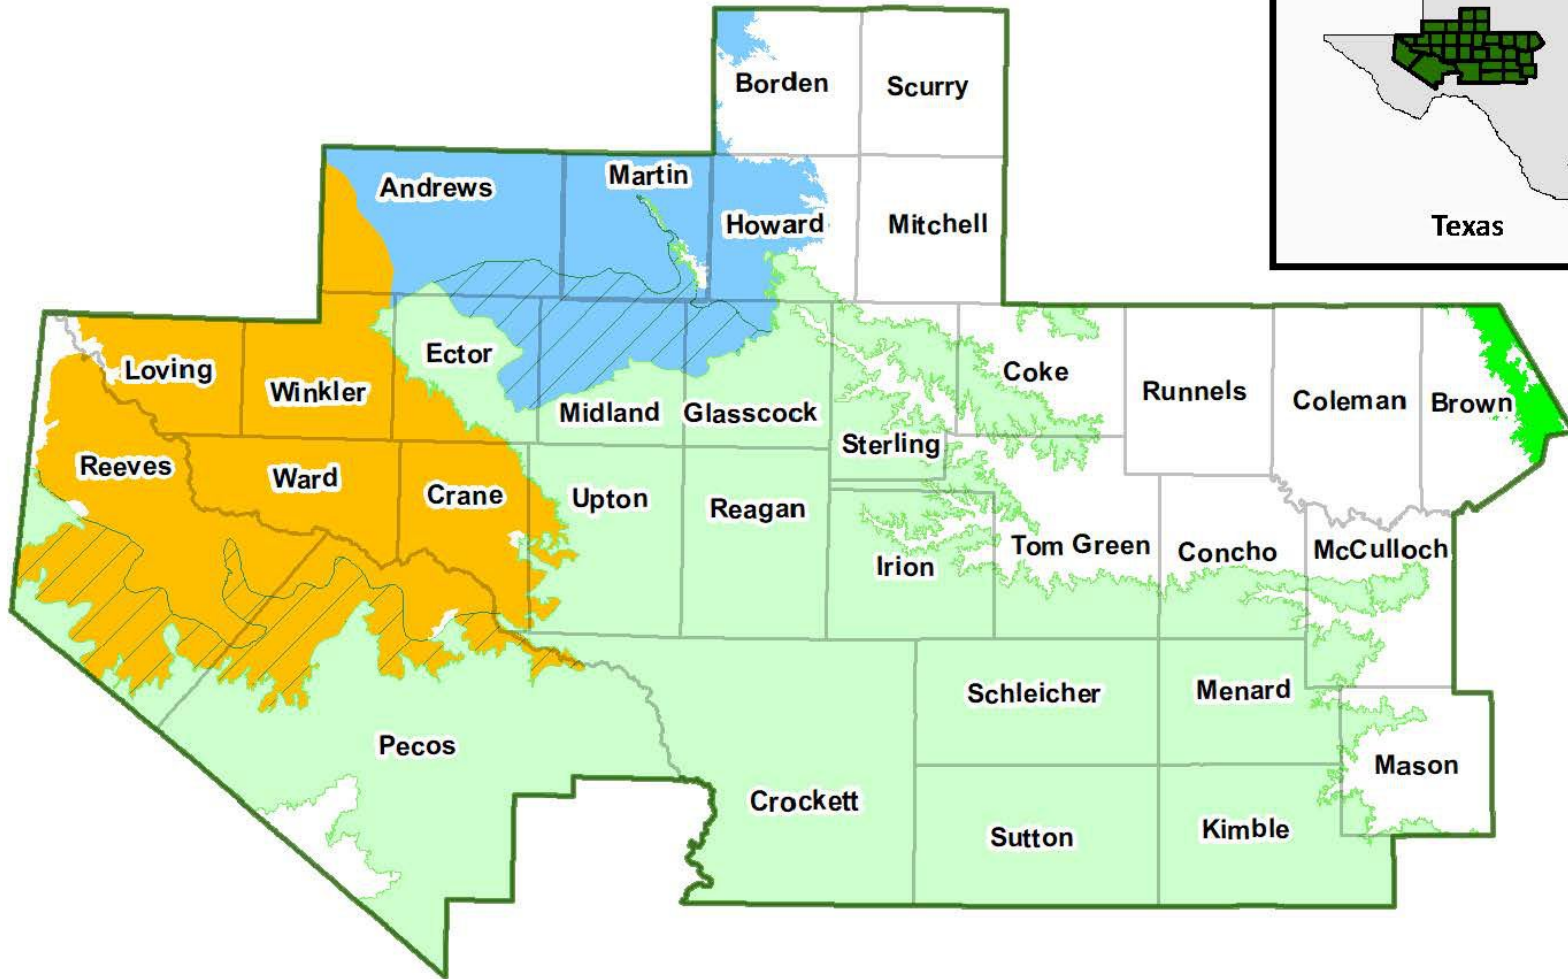 Borden
Scurry
Texas
Andrews
Martin
Howard
Mitchell
Loving
Winkler
Ector
Midland
Glasscock
Sterling
Coke
Runnels
Coleman
Brown
Reeves
Ward
Crane
Upton
Reagan
Irion
Tom Green
Concho
McCulloch
Pecos
Crockett
Schleicher
Menard
Sutton
Kimble
Mason